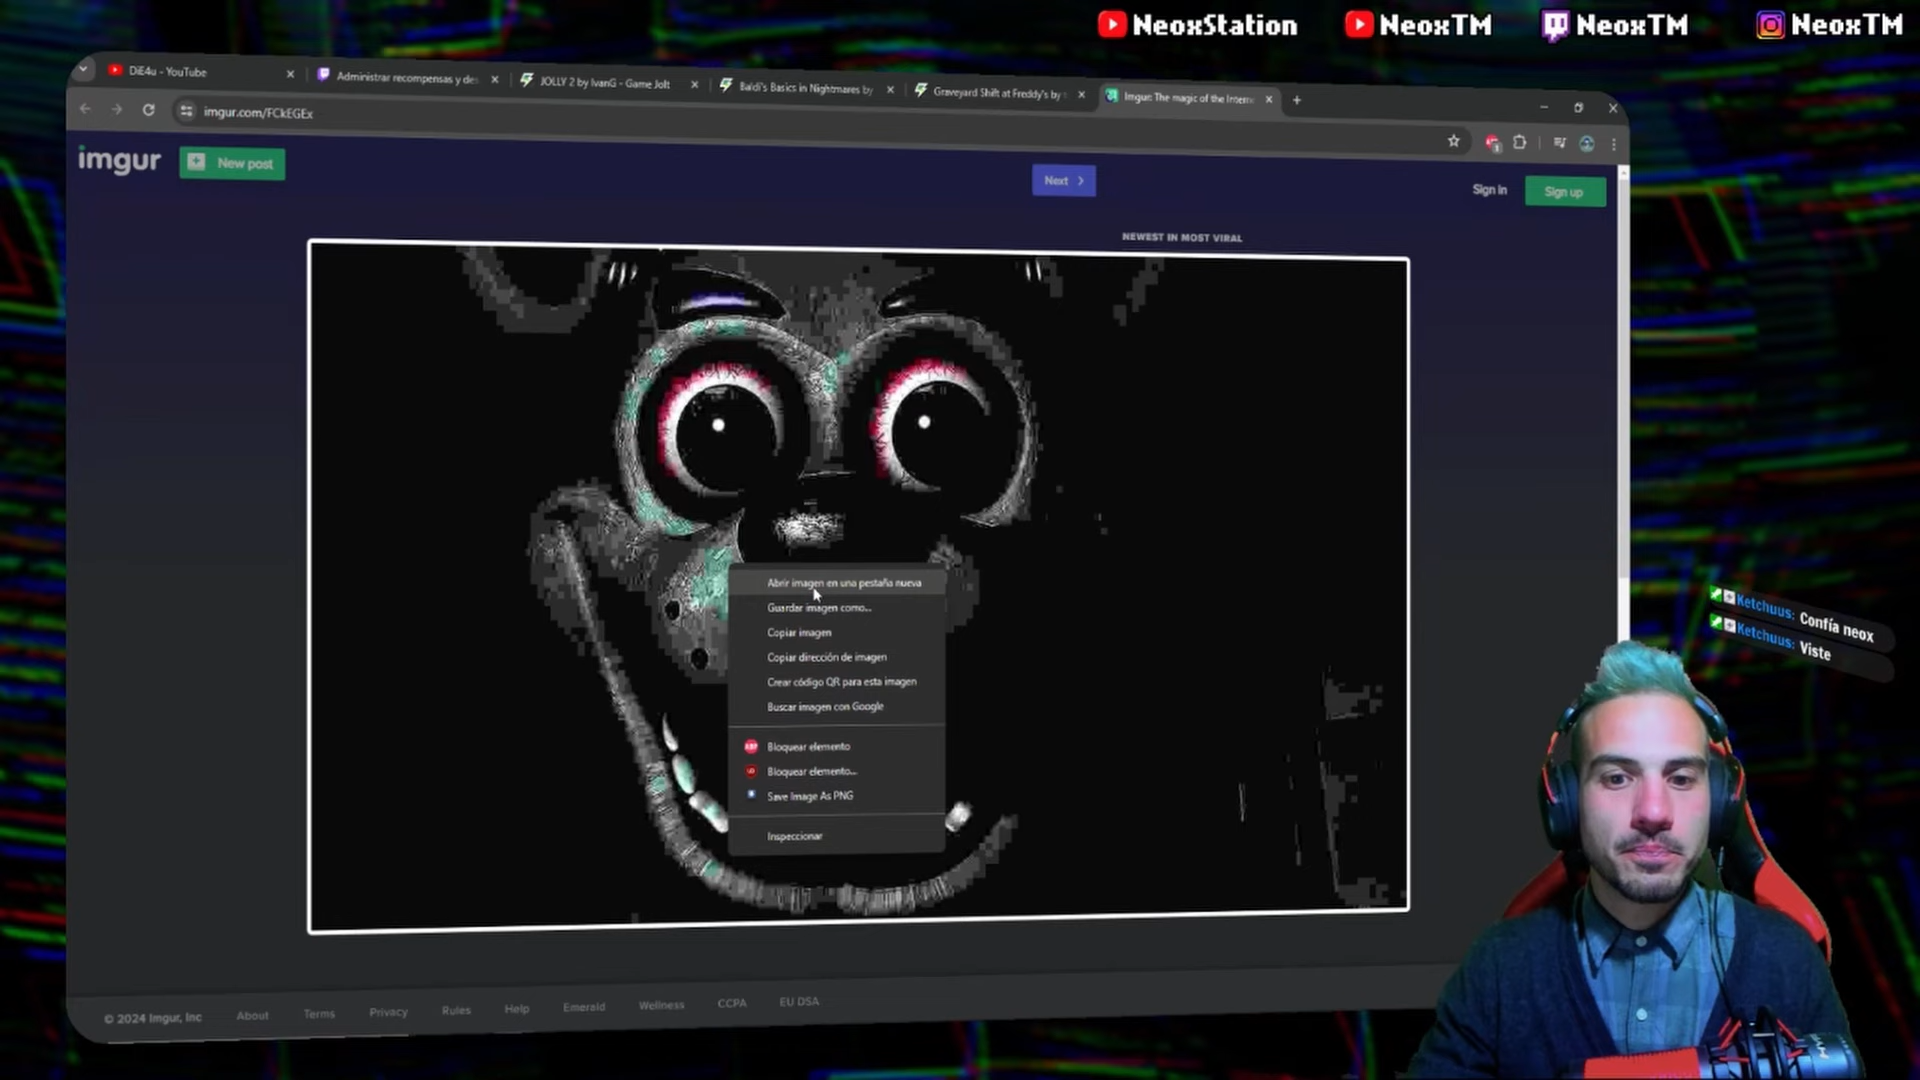 NeoxStation
NeoxTM
NeoxTM
NeoxTM
DiE4u - YouTube
Administrar recompensas y de
JOLLY 2 by IvanG - Game Jolt
Baldi's Basics in Nightmares by
Graveyard Shift at Freddy's by
Imgur: The magic of the Intern
imgur.com/FCkEGEx
imgur
New post
Next
Sign in
Sign up
NEWEST IN MOST VIRAL
Abrir imagen en una pestaña nueva
Guardar imagen como...
Copiar imagen
Copiar dirección de imagen
Crear código QR para esta imagen
Buscar imagen con Google
ABP
Bloquear elemento
Bloquear elemento...
Save Image As PNG
Inspeccionar
Ketchuus: Confía neox
Ketchuus: Viste
© 2024 Imgur, Inc
About
Terms
Privacy
Rules
Help
Emerald
Wellness
CCPA
EU DSA